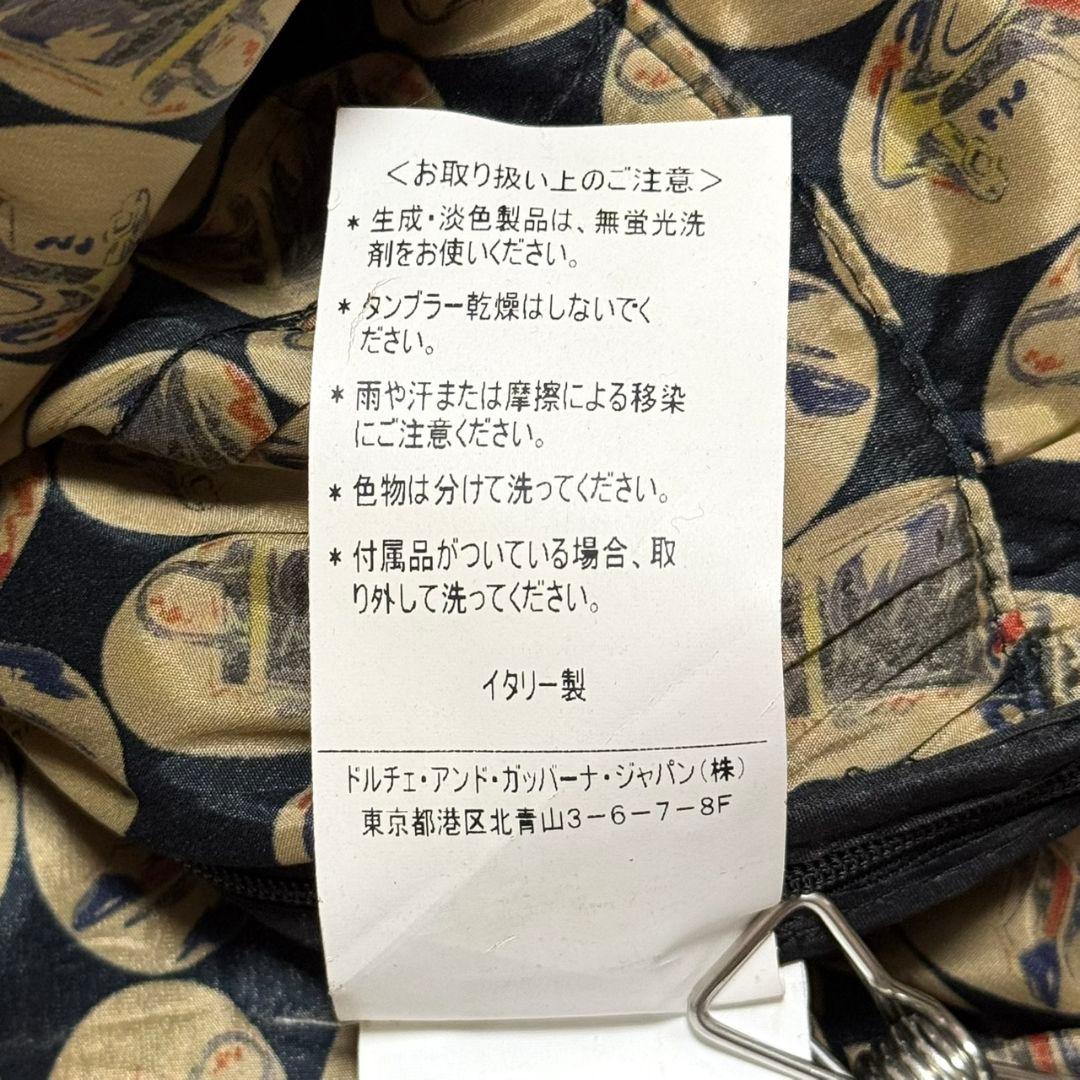 ＜お取り扱い上のご注意＞
＊生成・淡色製品は、無蛍光洗
剤をお使いください。
＊タンブラー乾燥はしないでく
ださい。
＊雨や汗または摩擦による移染
にご注意ください。
＊色物は分けて洗ってください。
＊付属品がついている場合、取
り外して洗ってください。
イタリー製
ドルチェ・アンド・ガッバーナ・ジャパン（株）
東京都港区北青山３－６－７－８Ｆ